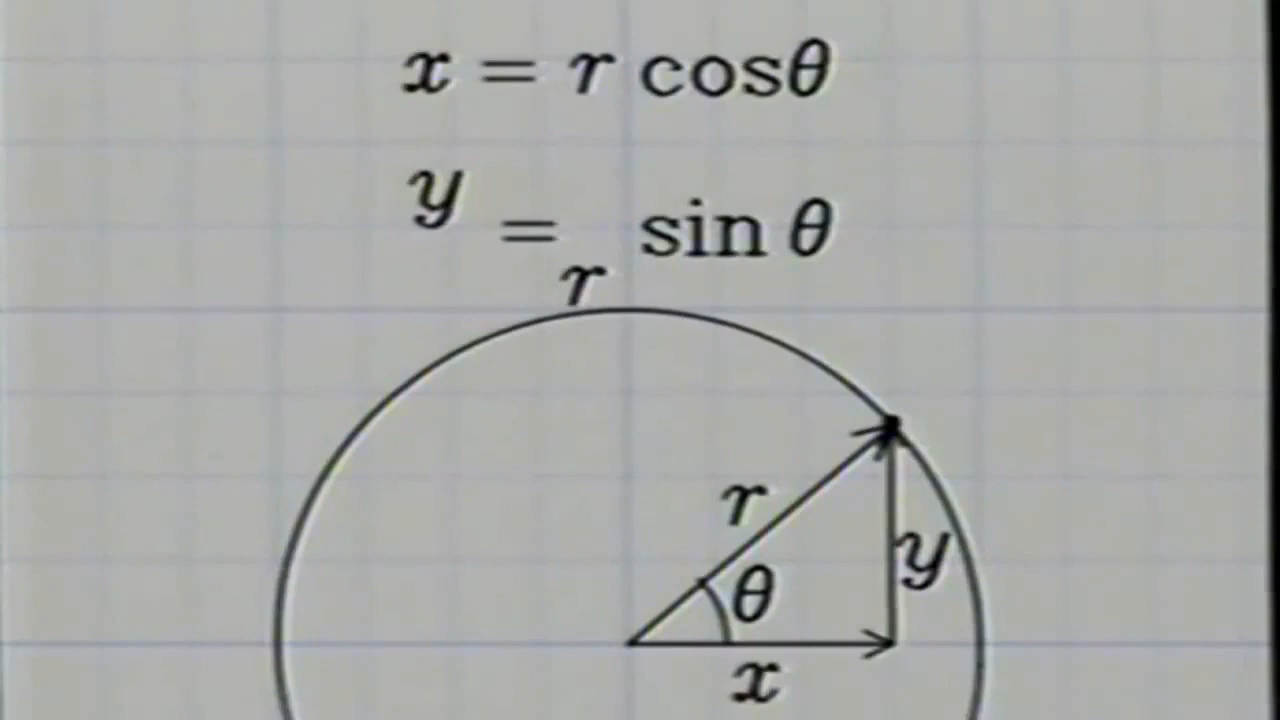 x = r cosθ
y = r sin θ
r
θ
y
x